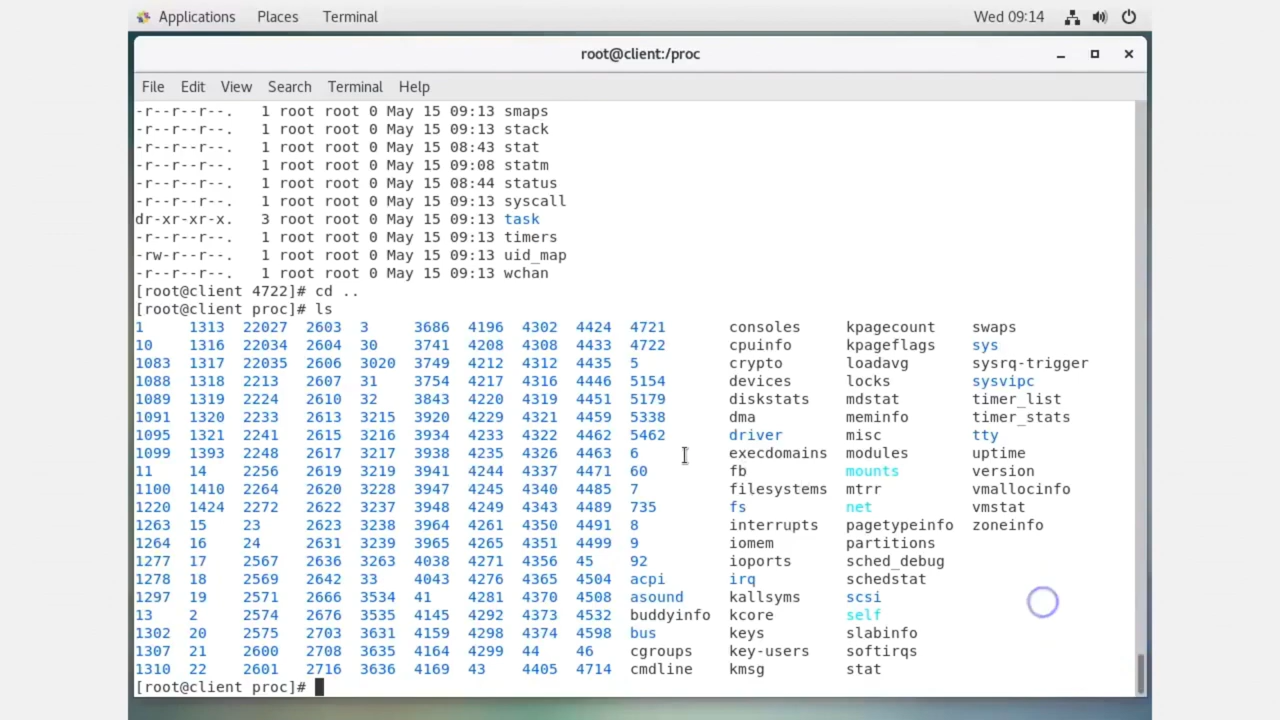 Applications Places Terminal Wed 09:14
root@client:/proc
File Edit View Search Terminal Help
-r--r--r--. 1 root root 0 May 15 09:13 smaps
-r--r--r--. 1 root root 0 May 15 09:13 stack
-r--r--r--. 1 root root 0 May 15 08:43 stat
-r--r--r--. 1 root root 0 May 15 09:08 statm
-r--r--r--. 1 root root 0 May 15 08:44 status
-r--r--r--. 1 root root 0 May 15 09:13 syscall
dr-xr-xr-x. 3 root root 0 May 15 09:13 task
-r--r--r--. 1 root root 0 May 15 09:13 timers
-rw-r--r--. 1 root root 0 May 15 09:13 uid_map
-r--r--r--. 1 root root 0 May 15 09:13 wchan
[root@client 4722]# cd ..
[root@client proc]# ls
1 1313 22027 2603 3 3686 4196 4302 4424 4721 consoles kpagecount swaps
10 1316 22034 2604 30 3741 4208 4308 4433 4722 cpuinfo kpageflags sys
1083 1317 22035 2606 3020 3749 4212 4312 4435 5 crypto loadavg sysrq-trigger
1088 1318 2213 2607 31 3754 4217 4316 4446 5154 devices locks sysvipc
1089 1319 2224 2610 32 3843 4220 4319 4451 5179 diskstats mdstat timer_list
1091 1320 2233 2613 3215 3920 4229 4321 4459 5338 dma meminfo timer_stats
1095 1321 2241 2615 3216 3934 4233 4322 4462 5462 driver misc tty
1099 1393 2248 2617 3217 3938 4235 4326 4463 6 execdomains modules uptime
11 14 2256 2619 3219 3941 4244 4337 4471 60 fb mounts version
1100 1410 2264 2620 3228 3947 4245 4340 4485 7 filesystems mtrr vmallocinfo
1220 1424 2272 2622 3237 3948 4249 4343 4489 735 fs net vmstat
1263 15 23 2623 3238 3964 4261 4350 4491 8 interrupts pagetypeinfo zoneinfo
1264 16 24 2631 3239 3965 4265 4351 4499 9 iomem partitions
1277 17 2567 2636 3263 4038 4271 4356 45 92 ioports sched_debug
1278 18 2569 2642 33 4043 4276 4365 4504 acpi irq schedstat
1297 19 2571 2666 3534 41 4281 4370 4508 asound kallsyms scsi
13 2 2574 2676 3535 4145 4292 4373 4532 buddyinfo kcore self
1302 20 2575 2703 3631 4159 4298 4374 4598 bus keys slabinfo
1307 21 2600 2708 3635 4164 4299 44 46 cgroups key-users softirqs
1310 22 2601 2716 3636 4169 43 4405 4714 cmdline kmsg stat
[root@client proc]#